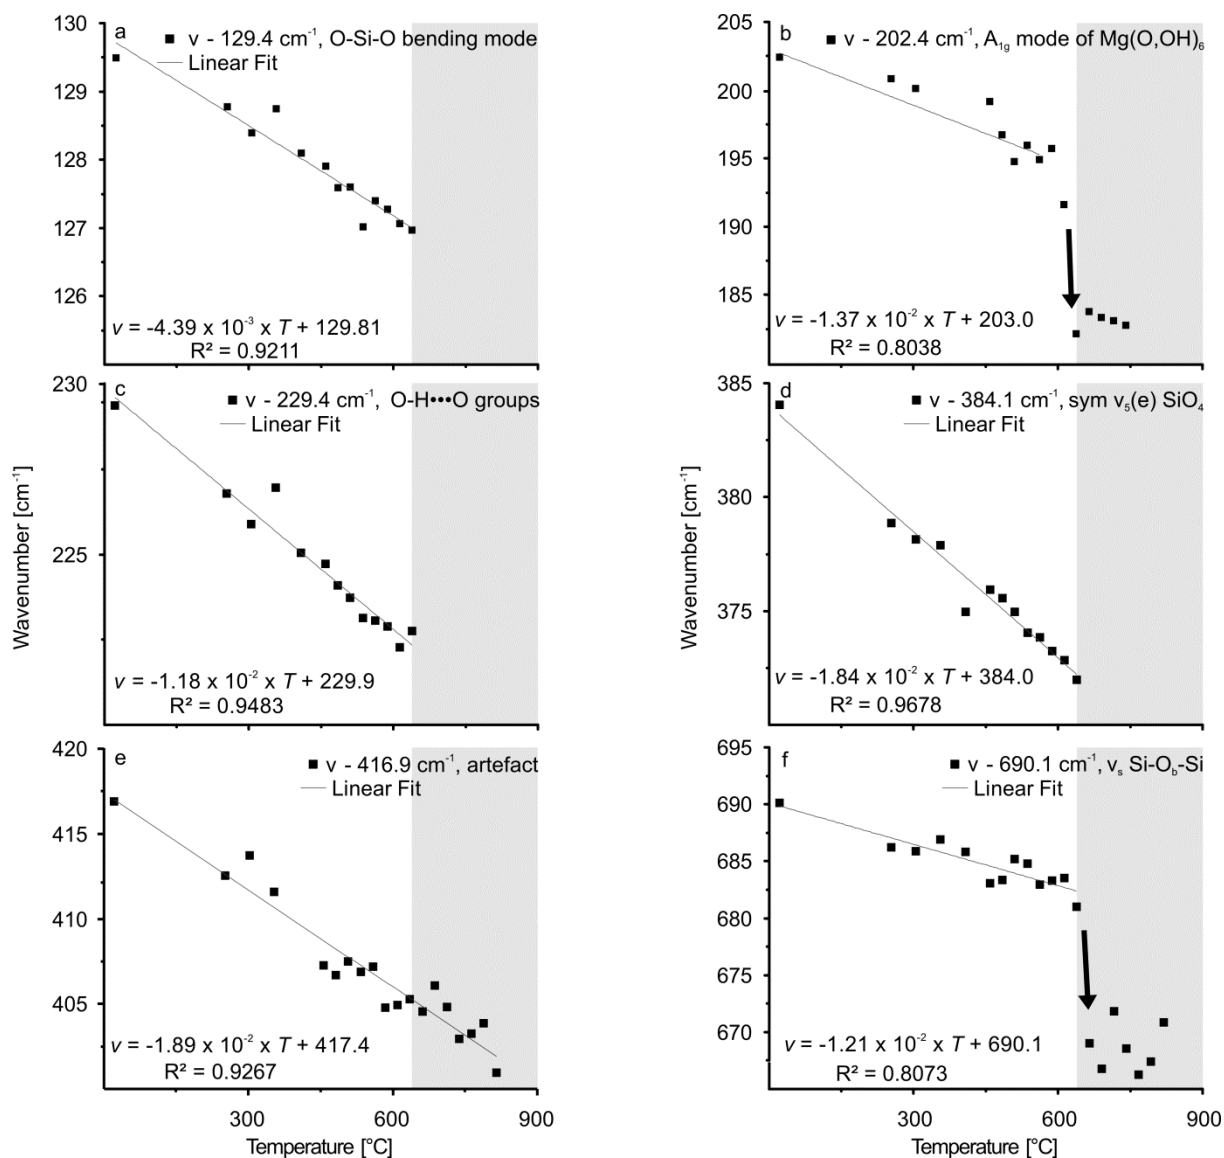 a
v - 129.4 cm⁻¹, O-Si-O bending mode
Linear Fit
130
129
128
127
126
v = -4.39 x 10⁻³ x T + 129.81
R² = 0.9211
b
v - 202.4 cm⁻¹, A₁g mode of Mg(O,OH)₆
205
200
195
190
185
v = -1.37 x 10⁻² x T + 203.0
R² = 0.8038
c
v - 229.4 cm⁻¹, O-H•••O groups
Linear Fit
230
225
v = -1.18 x 10⁻² x T + 229.9
R² = 0.9483
d
v - 384.1 cm⁻¹, sym v₅(e) SiO₄
Linear Fit
385
380
375
v = -1.84 x 10⁻² x T + 384.0
R² = 0.9678
e
v - 416.9 cm⁻¹, artefact
Linear Fit
420
415
410
405
v = -1.89 x 10⁻² x T + 417.4
R² = 0.9267
f
v - 690.1 cm⁻¹, vₛ Si-O_b-Si
Linear Fit
695
690
685
680
675
670
v = -1.21 x 10⁻² x T + 690.1
R² = 0.8073
Wavenumber [cm⁻¹]
Wavenumber [cm⁻¹]
300 600 900
Temperature [°C]
300 600 900
Temperature [°C]